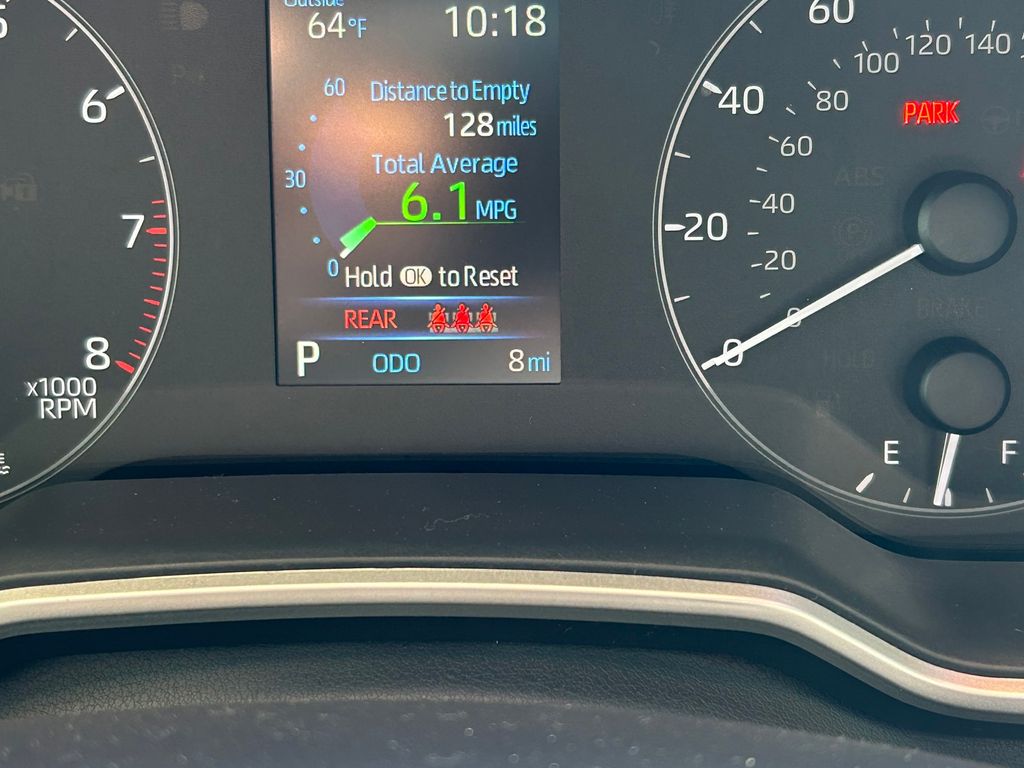 Outside
64°F 10:18
60 Distance to Empty
128 miles
Total Average
30
6.1 MPG
0 Hold OK to Reset
REAR
P ODO 8 mi
6
7
8
x1000
RPM
60
40
20
0
140
120
100
80
60
40
20
0
PARK
ABS
BRAKE
E F